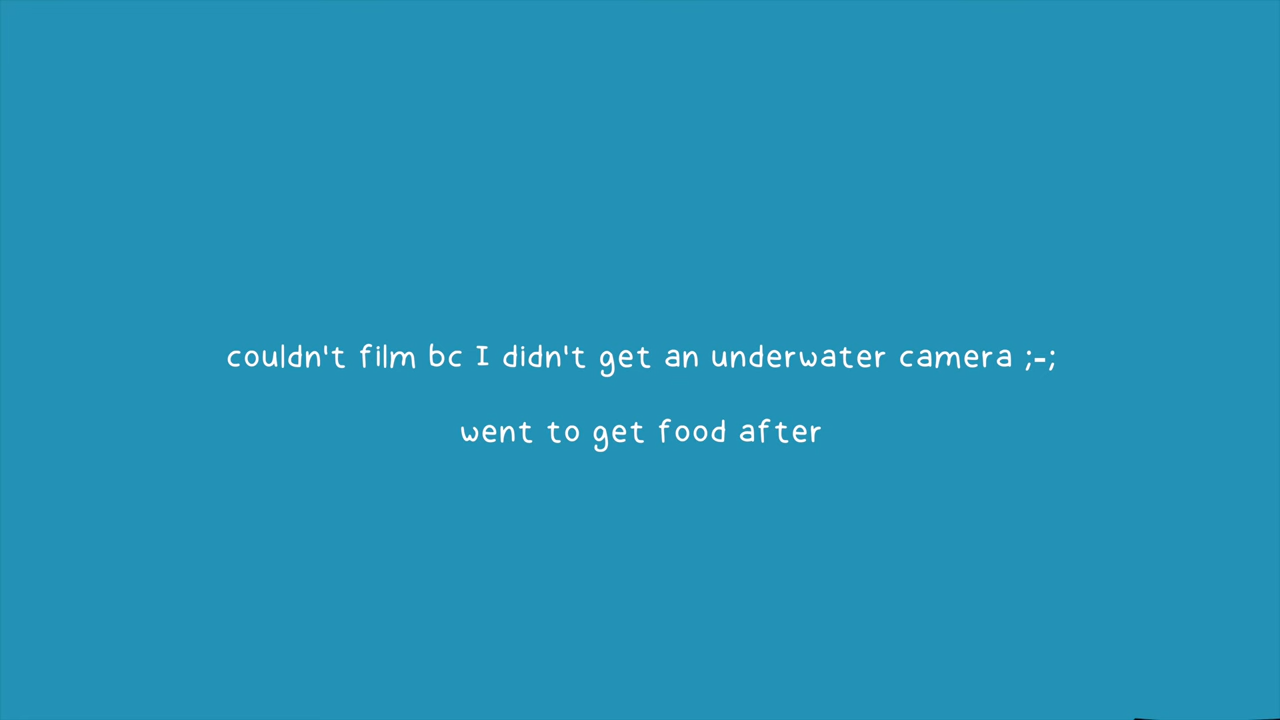 couldn't film bc I didn't get an underwater camera ;-;
went to get food after